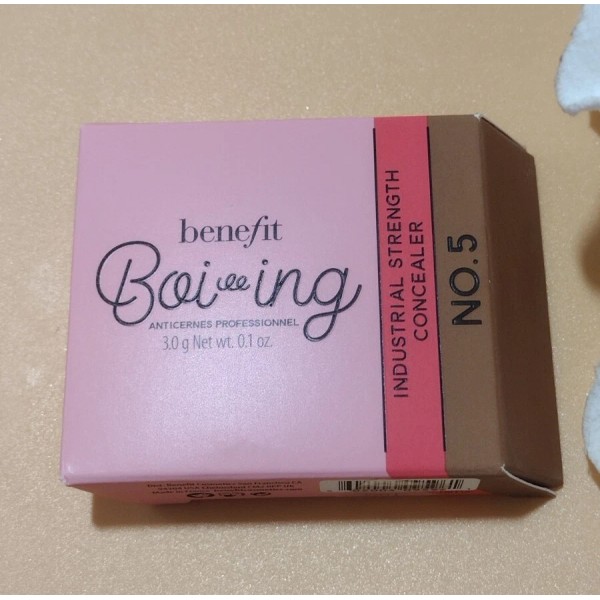 benefit
Boi-ing
ANTICERNES PROFESSIONNEL
3.0 g Net wt. 0.1 oz.
INDUSTRIAL STRENGTH
CONCEALER
NO.5